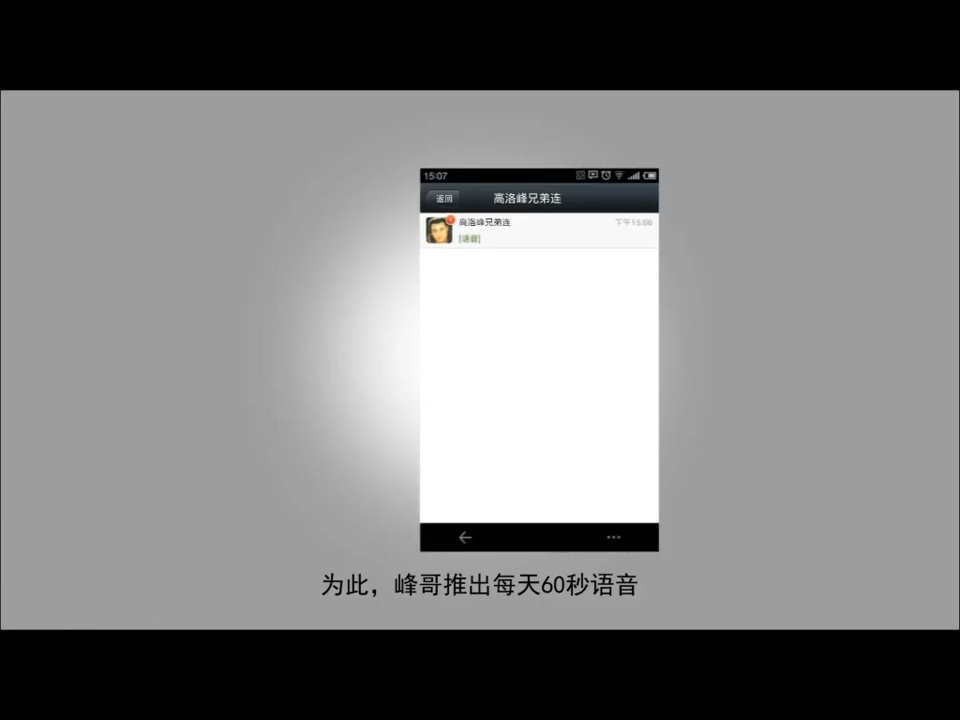 15:07
返回
高洛峰兄弟连
高洛峰兄弟连
下午15:06
[语音]
为此，峰哥推出每天60秒语音